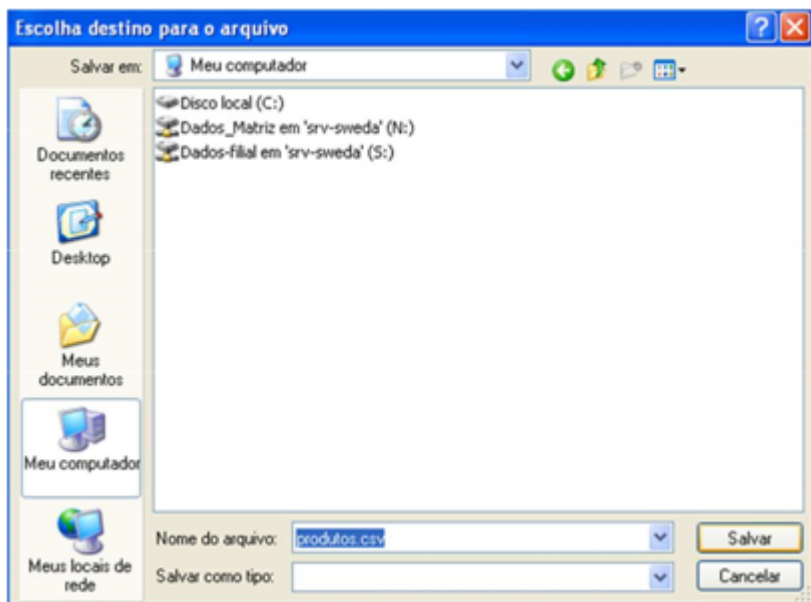 Escolha destino para o arquivo
Salvar em: Meu computador
Disco local (C:)
Dados_Matriz em 'srv-sweda' (N:)
Dados-filial em 'srv-sweda' (S:)
Documentos
recentes
Desktop
Meus
documentos
Meu computador
Meus locais de
rede
Nome do arquivo: produtos.csv Salvar
Salvar como tipo: Cancelar